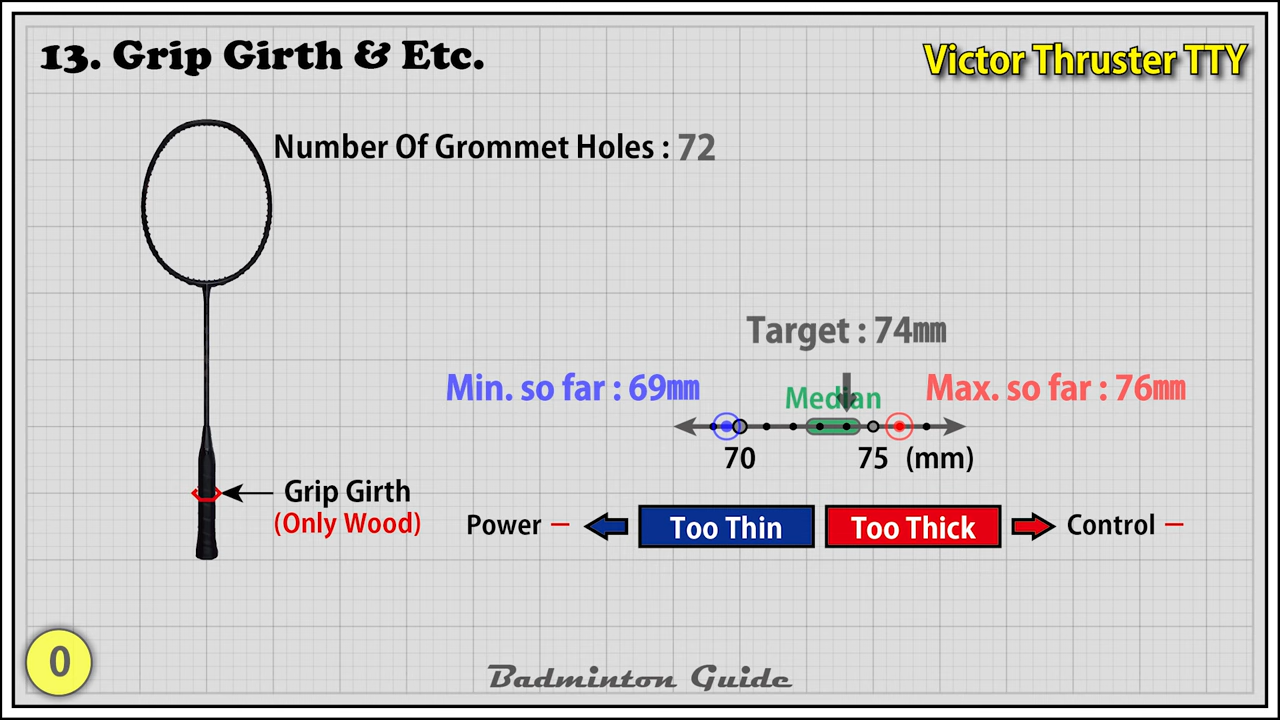 13. Grip Girth & Etc.
Victor Thruster TTY
Number Of Grommet Holes : 72
Target : 74mm
Min. so far : 69mm
Median
Max. so far : 76mm
70
75
(mm)
Grip Girth
(Only Wood)
Power −
Too Thin
Too Thick
Control −
0
Badminton Guide